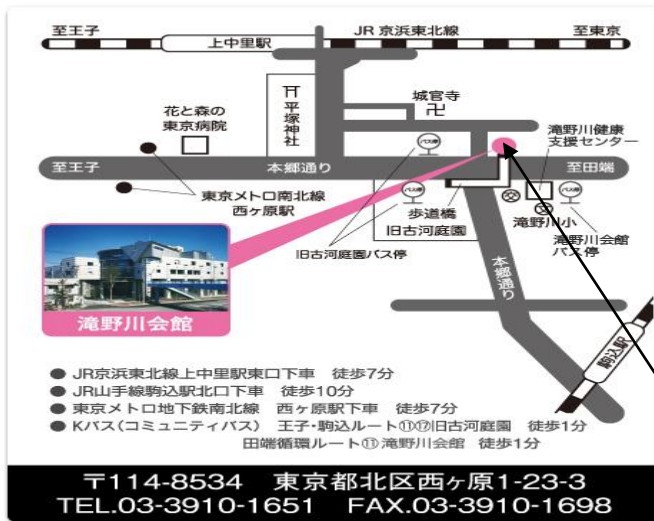 至王子
上中里駅
JR 京浜東北線
至東京
花と森の
東京病院
平塚神社
城官寺
滝野川健康
支援センター
バス停
至王子
本郷通り
至田端
東京メトロ南北線
西ヶ原駅
バス停
バス停
歩道橋
旧古河庭園
旧古河庭園バス停
滝野川小
滝野川会館
バス停
本郷通り
駒込駅
滝野川会館
● JR京浜東北線上中里駅東口下車 徒歩7分
● JR山手線駒込駅北口下車 徒歩10分
● 東京メトロ地下鉄南北線 西ヶ原駅下車 徒歩7分
● Kバス(コミュニティバス) 王子・駒込ルート⑪⑰旧古河庭園 徒歩1分
田端循環ルート⑪滝野川会館 徒歩1分
〒114-8534 東京都北区西ヶ原1-23-3
TEL.03-3910-1651 FAX.03-3910-1698